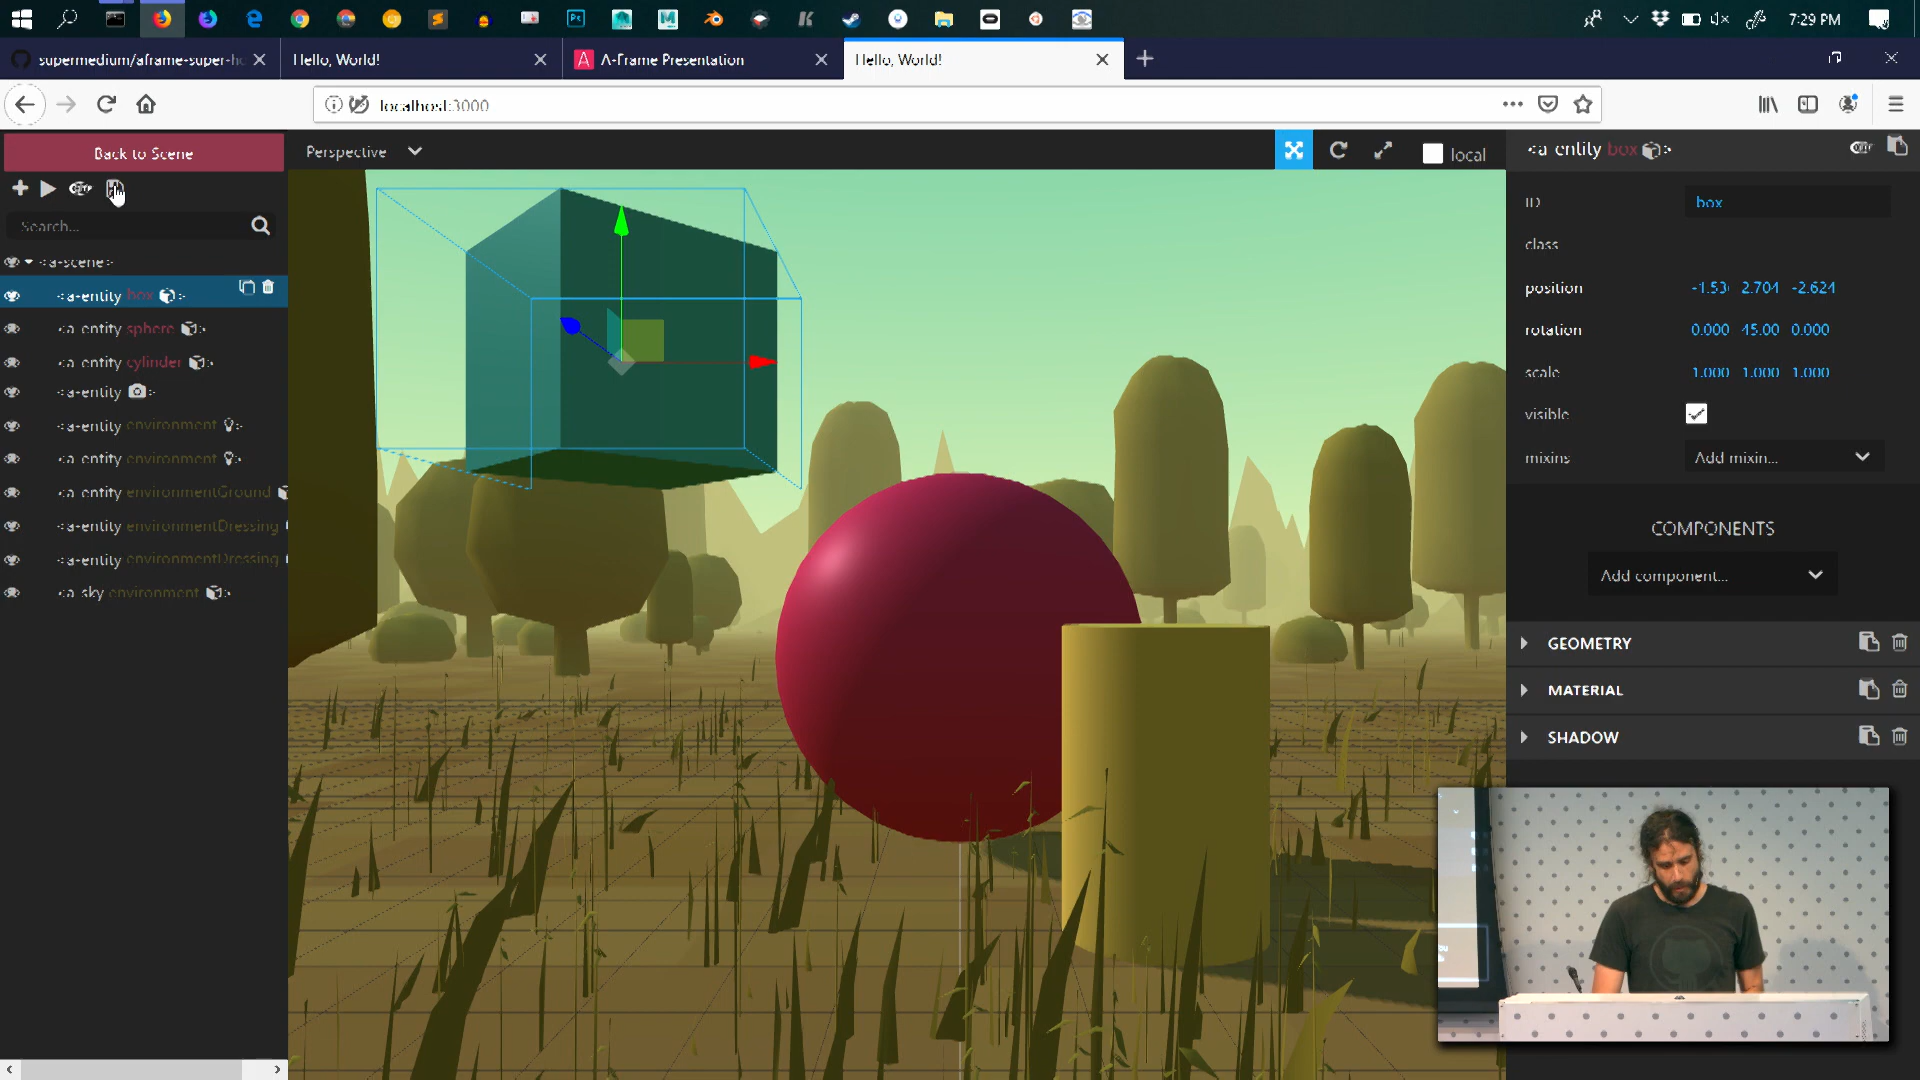 7:29 PM
supermedium/aframe-super-ho
Hello, World!
A-Frame Presentation
Hello, World!
localhost:3000
Back to Scene
Perspective
local
<a-entity box>
Search...
<a-scene>
<a-entity box>
<a-entity sphere>
<a-entity cylinder>
<a-entity >
<a-entity environment >
<a-entity environment >
<a-entity environmentGround
<a-entity environmentDressing
<a-entity environmentDressing
<a-sky environment >
ID
box
class
position
-1.53 2.704 -2.624
rotation
0.000 45.00 0.000
scale
1.000 1.000 1.000
visible
mixins
Add mixin...
COMPONENTS
Add component...
GEOMETRY
MATERIAL
SHADOW